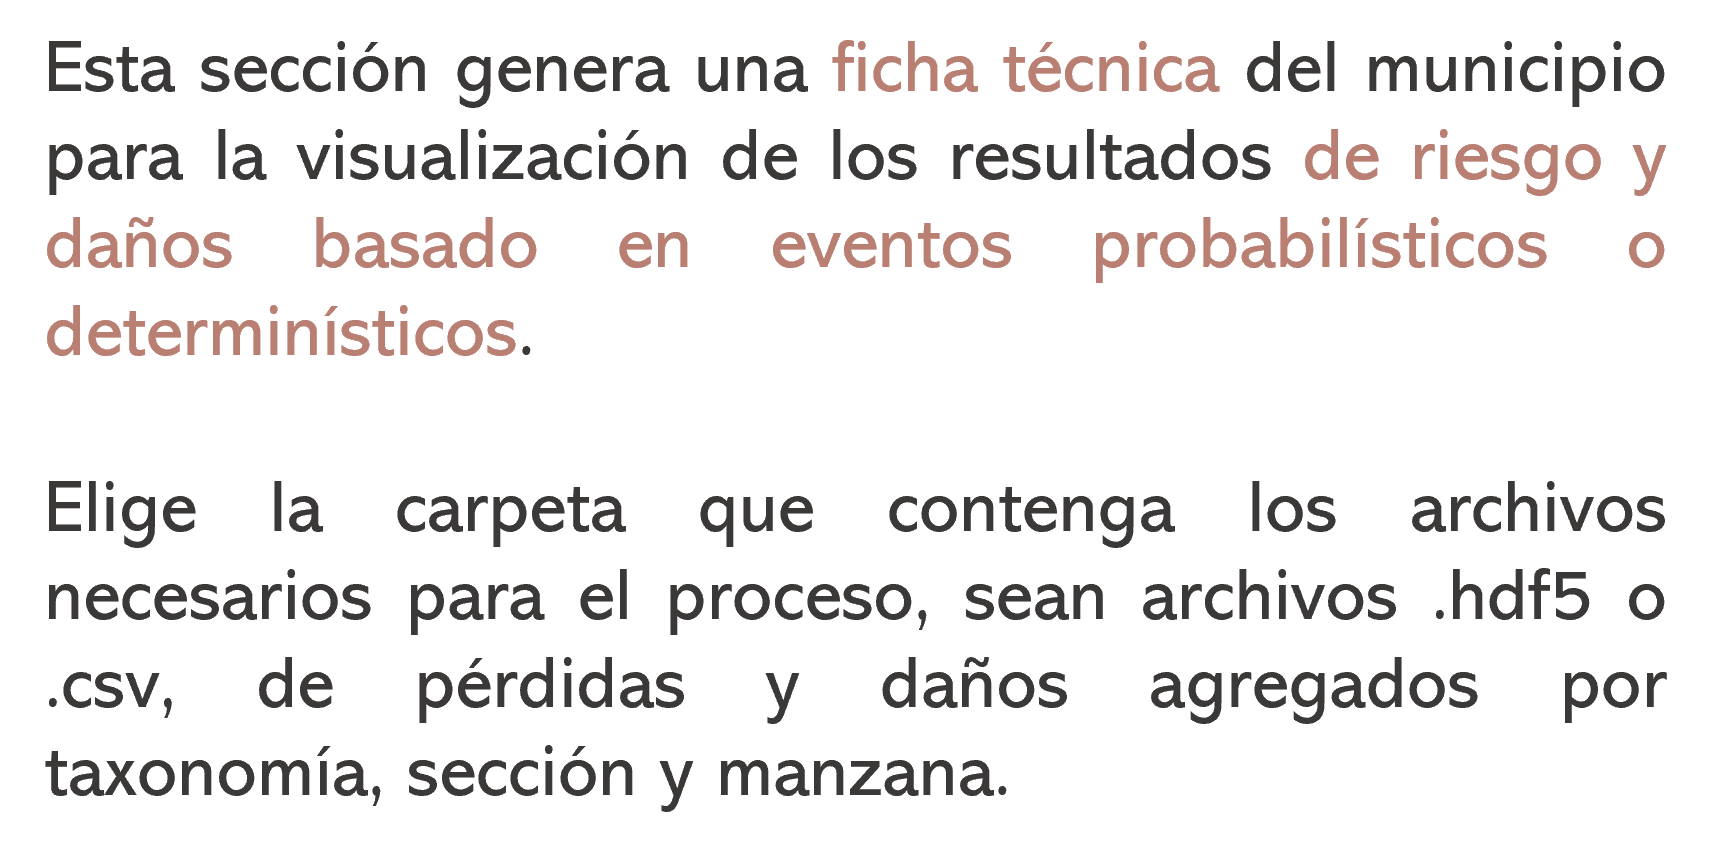 Esta sección genera una ficha técnica del municipio
para la visualización de los resultados de riesgo y
daños basado en eventos probabilísticos o
determinísticos.
Elige la carpeta que contenga los archivos
necesarios para el proceso, sean archivos .hdf5 o
.csv, de pérdidas y daños agregados por
taxonomía, sección y manzana.